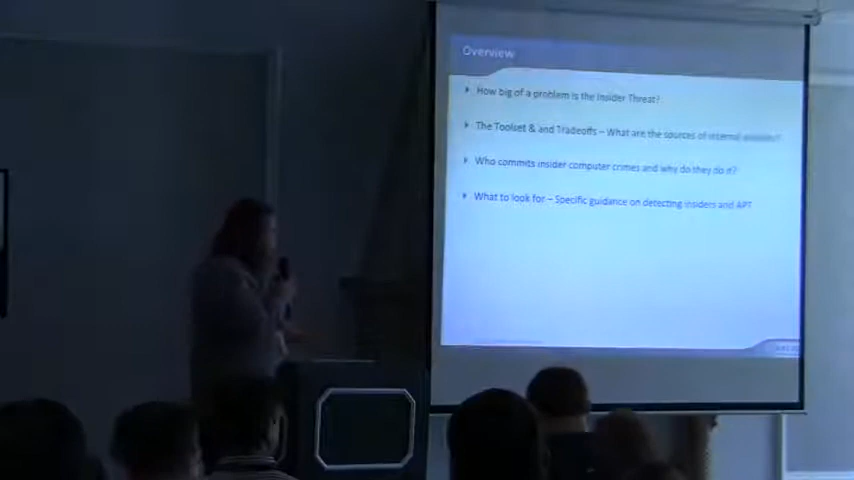 Overview
How big of a problem is the Insider Threat?
The Toolset & and Tradeoffs – What are the sources of internal
Who commits insider computer crimes and why do they do it?
What to look for – Specific guidance on detecting insiders and APT